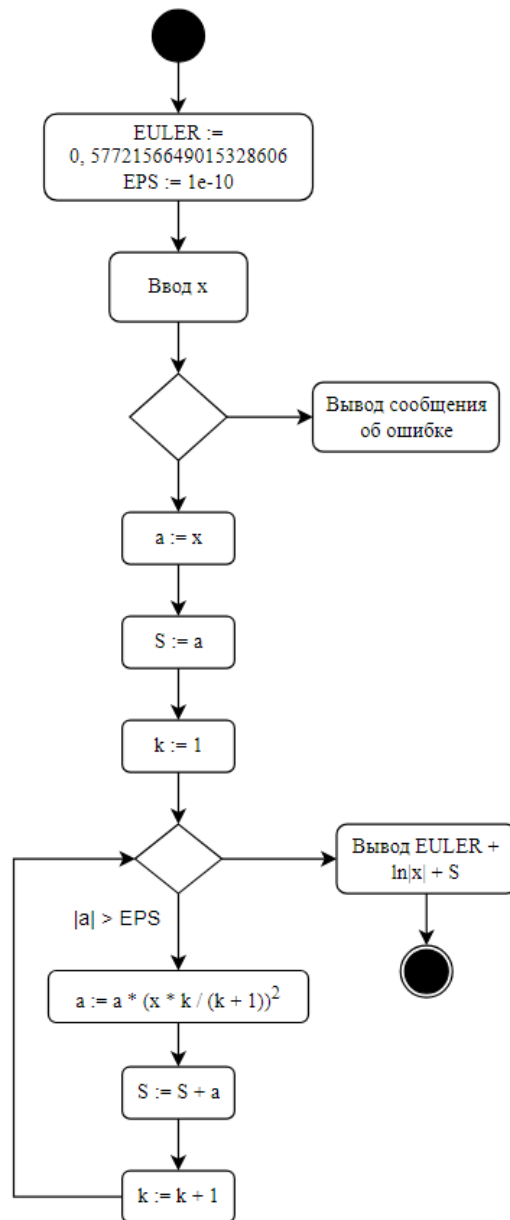 EULER :=
0, 5772156649015328606
EPS := 1e-10
Ввод x
Вывод сообщения
об ошибке
a := x
S := a
k := 1
Вывод EULER +
ln|x| + S
|a| > EPS
a := a * (x * k / (k + 1))²
S := S + a
k := k + 1